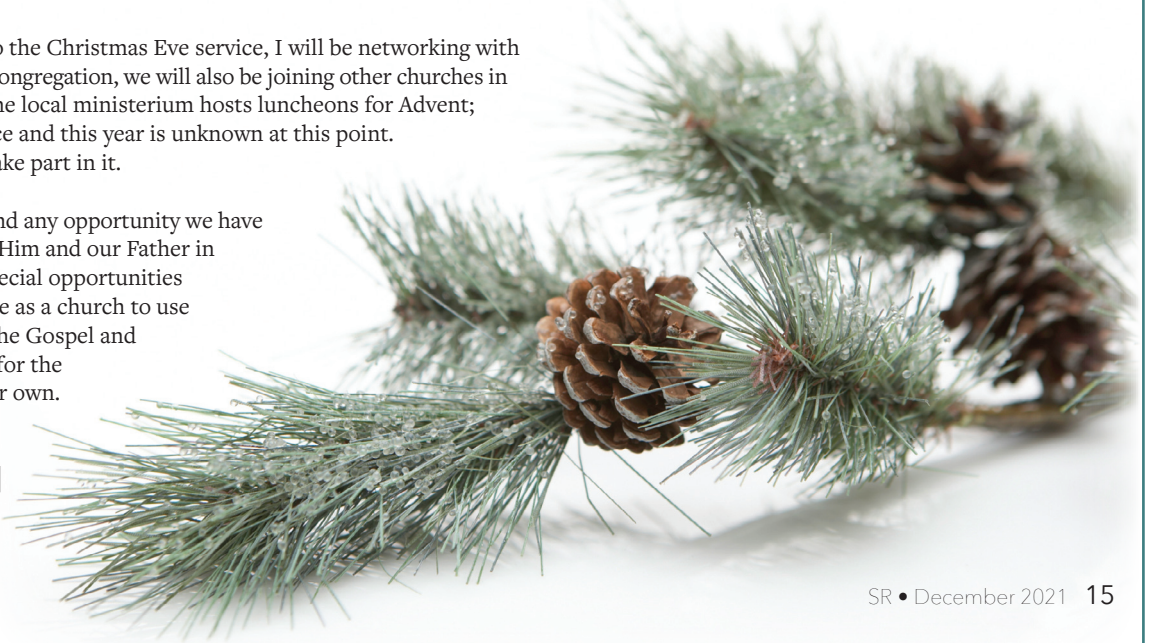 the Christmas Eve service, I will be networking with
ongregation, we will also be joining other churches in
ne local ministerium hosts luncheons for Advent;
ce and this year is unknown at this point.
ake part in it.
nd any opportunity we have
Him and our Father in
ecial opportunities
e as a church to use
he Gospel and
for the
r own.
SR • December 2021 15